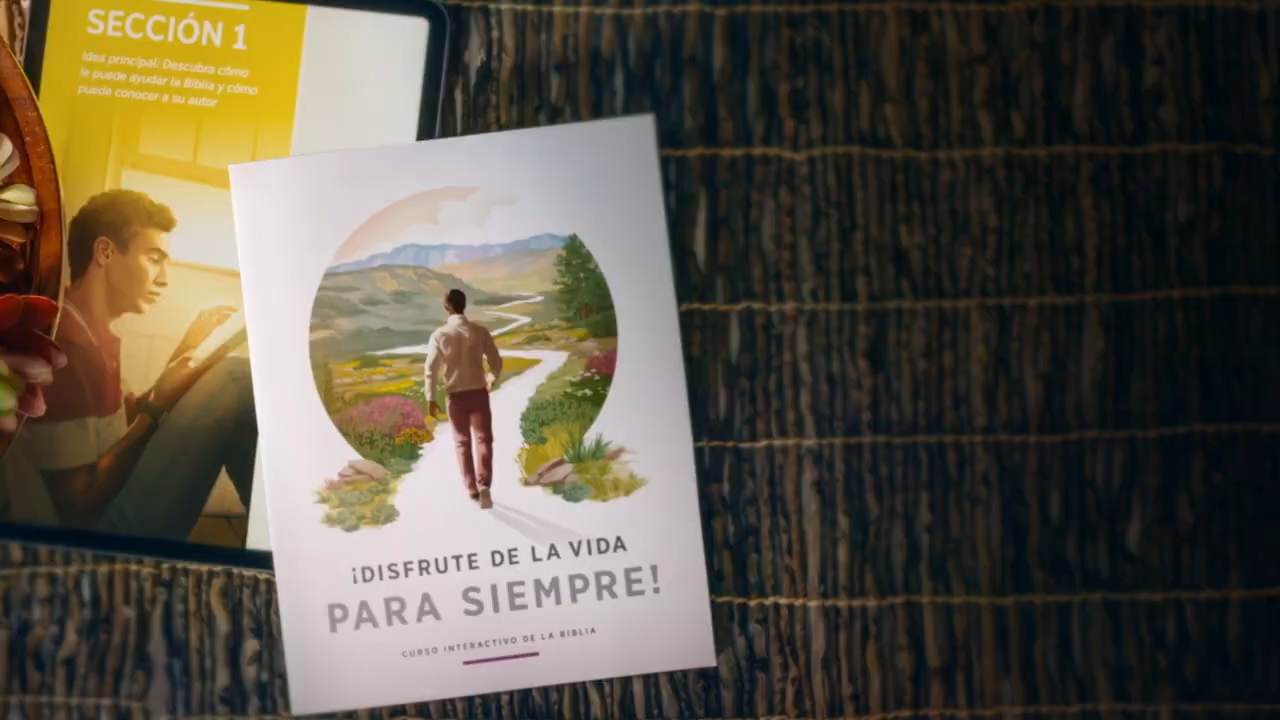 SECCIÓN 1
Idea principal: Descubra cómo
le puede ayudar la Biblia y cómo
puede conocer a su autor
¡DISFRUTE DE LA VIDA
PARA SIEMPRE!
CURSO INTERACTIVO DE LA BIBLIA